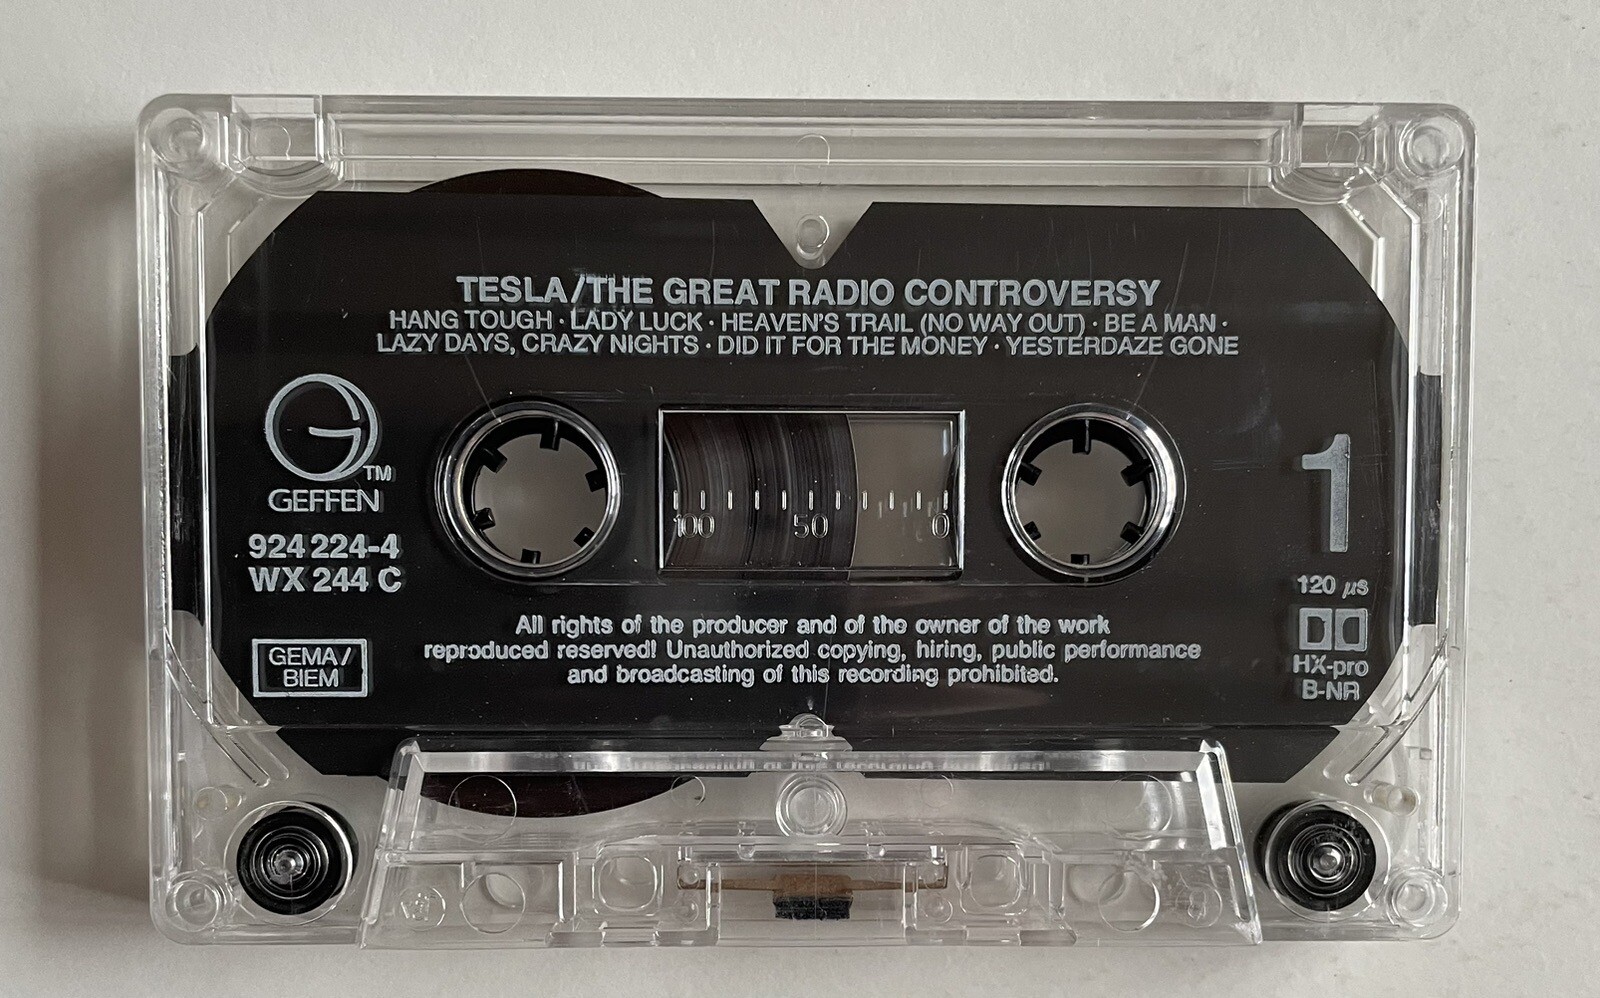 TESLA/THE GREAT RADIO CONTROVERSY
HANG TOUGH · LADY LUCK · HEAVEN'S TRAIL (NO WAY OUT) · BE A MAN ·
LAZY DAYS, CRAZY NIGHTS · DID IT FOR THE MONEY · YESTERDAZE GONE
G TM
GEFFEN
924 224-4
WX 244 C
GEMA/
BIEM
100 50 0
1
120 µs
HX-pro
B-NR
All rights of the producer and of the owner of the work
reproduced reserved! Unauthorized copying, hiring, public performance
and broadcasting of this recording prohibited.